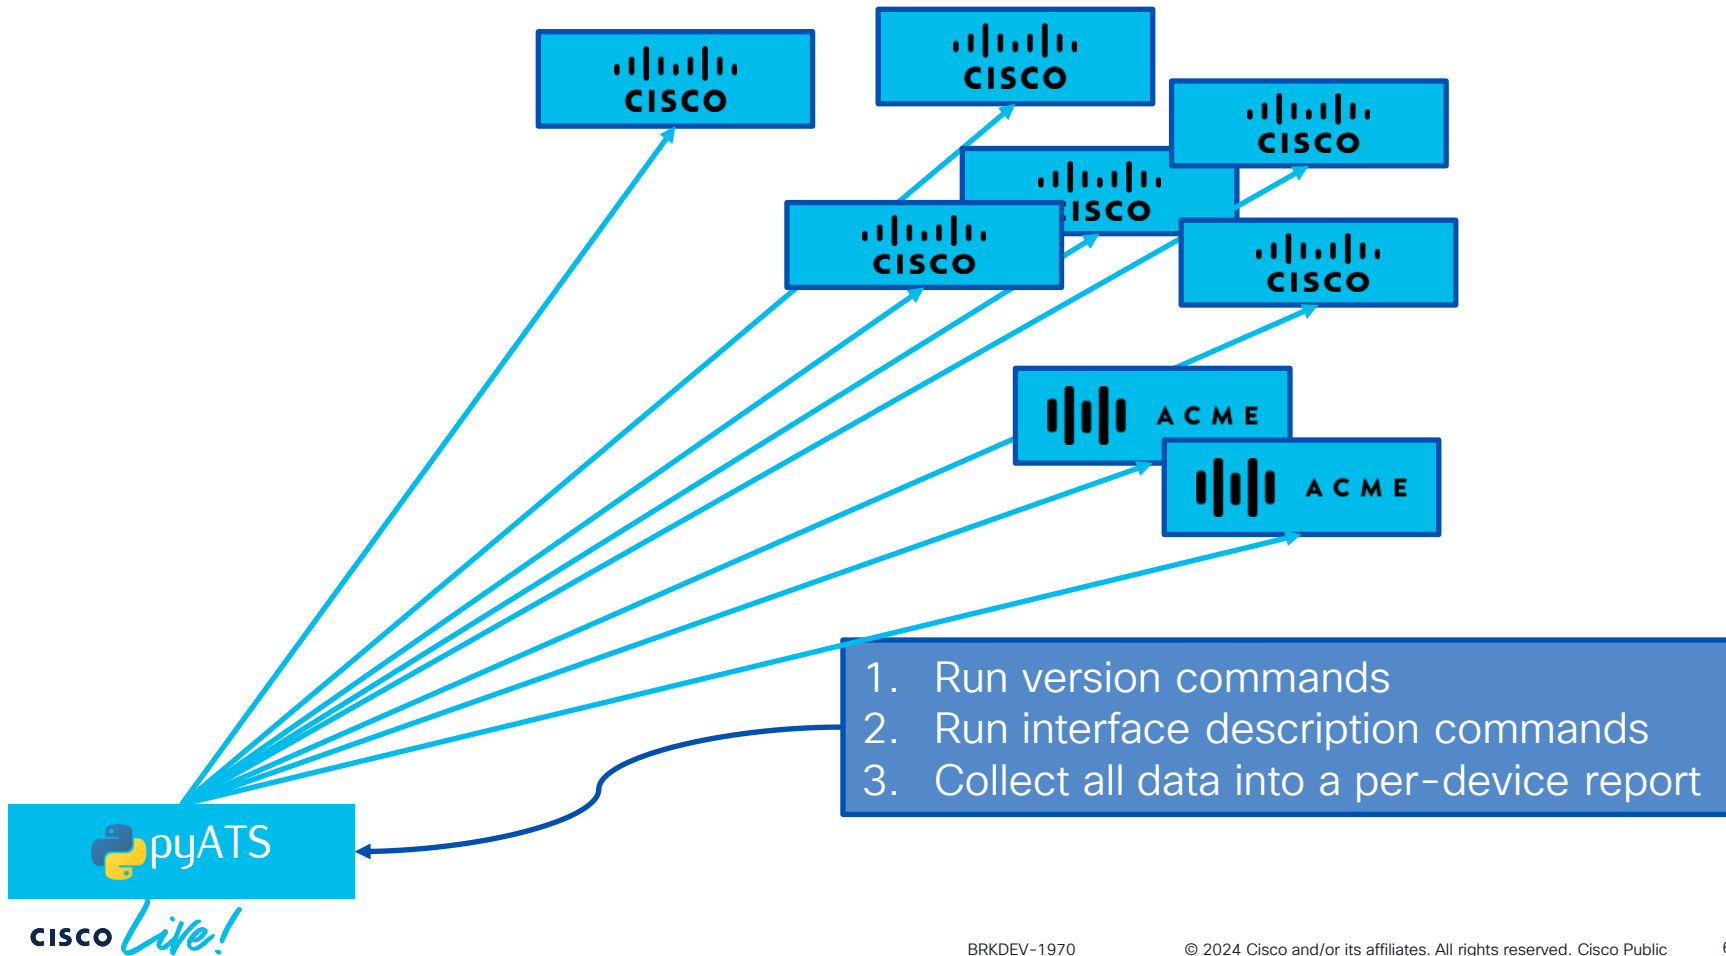 CISCO
CISCO
CISCO
CISCO
CISCO
CISCO
ACME
ACME
1. Run version commands
2. Run interface description commands
3. Collect all data into a per-device report
pyATS
CISCO Live!
BRKDEV-1970
© 2024 Cisco and/or its affiliates. All rights reserved. Cisco Public